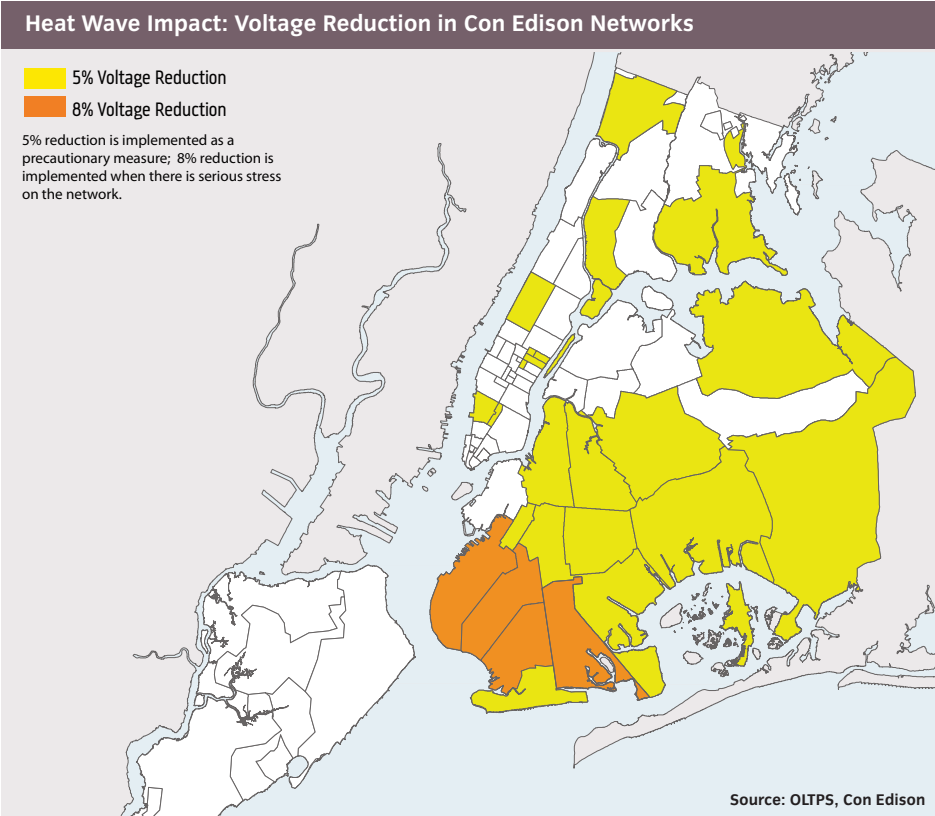 Heat Wave Impact: Voltage Reduction in Con Edison Networks
5% Voltage Reduction
8% Voltage Reduction
5% reduction is implemented as a
precautionary measure;  8% reduction is
implemented when there is serious stress
on the network.
Source: OLTPS, Con Edison